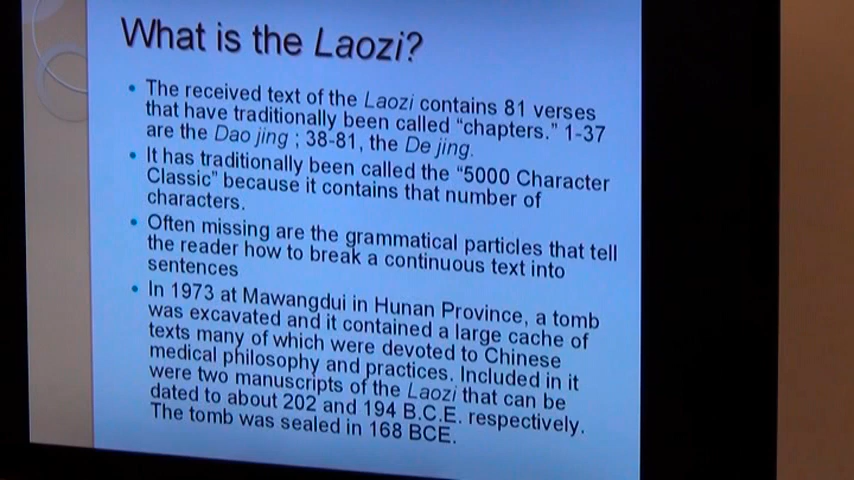 What is the Laozi?
• The received text of the Laozi contains 81 verses
that have traditionally been called “chapters.” 1-37
are the Dao jing ; 38-81, the De jing.
• It has traditionally been called the “5000 Character
Classic” because it contains that number of
characters.
• Often missing are the grammatical particles that tell
the reader how to break a continuous text into
sentences
• In 1973 at Mawangdui in Hunan Province, a tomb
was excavated and it contained a large cache of
texts many of which were devoted to Chinese
medical philosophy and practices. Included in it
were two manuscripts of the Laozi that can be
dated to about 202 and 194 B.C.E. respectively.
The tomb was sealed in 168 BCE.